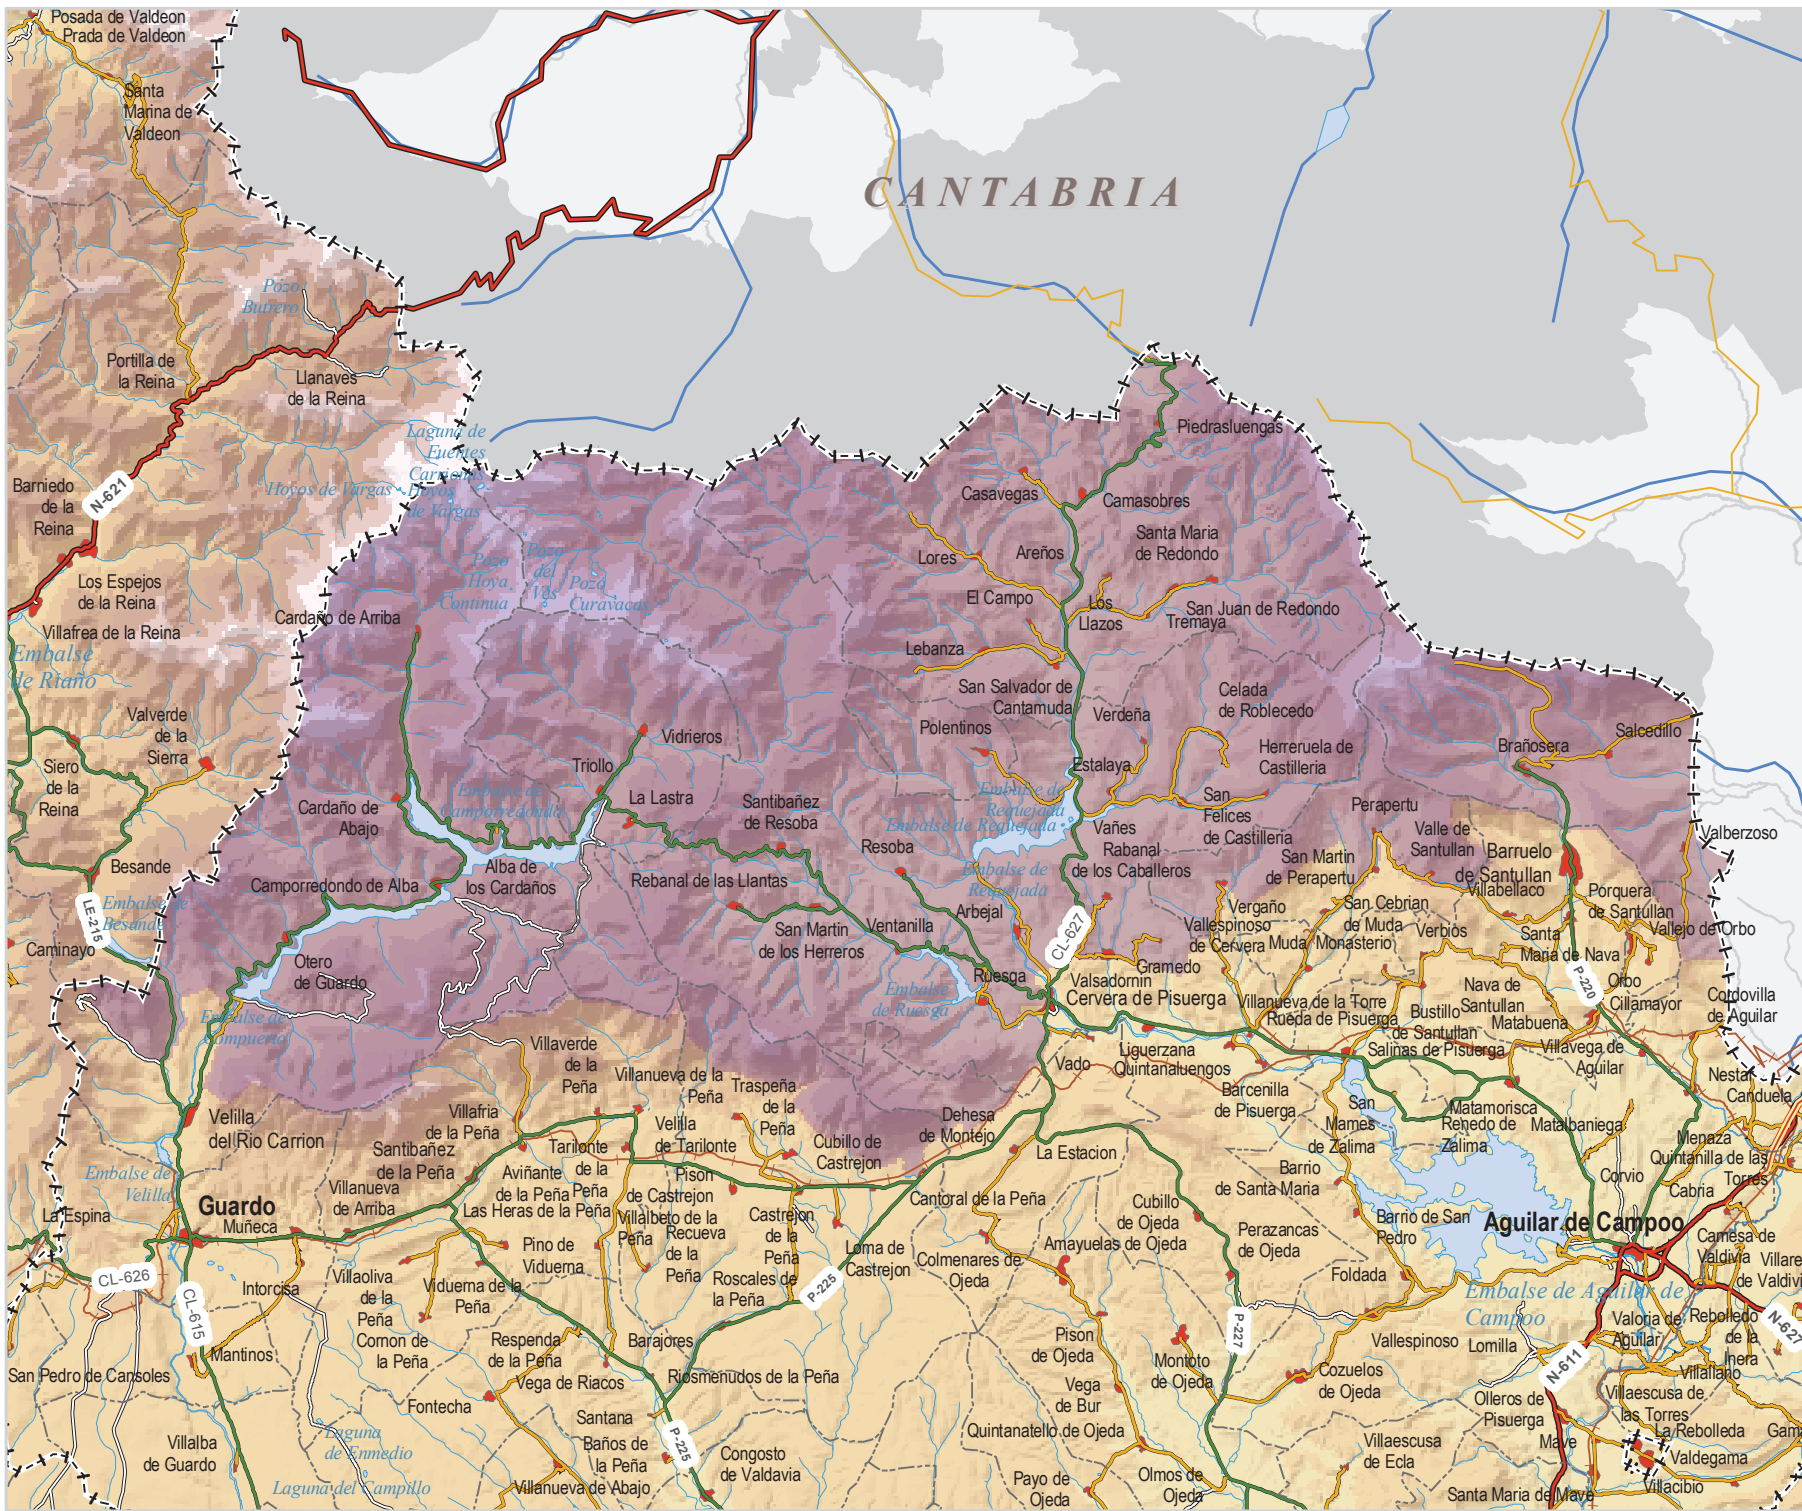 Posada de Valdeon
Prada de Valdeon
Santa
Marina de
Valdeon
CANTABRIA
Pozo
Butrero
Portilla de
la Reina
Llanaves
de la Reina
Laguna de
Fuentes
Carrionas
Hoyos de Vargas
Hoyos
de Vargas
Barniedo
de la
Reina
N-621
Los Espejos
de la Reina
Villafrea de la Reina
Embalse
de Riaño
Cardaño de Arriba
Pozo
Hoya
Continua
Pozo
del
Ves
Pozo
Curavacas
Piedrasluengas
Casavegas
Camasobres
Santa Maria
de Redondo
Lores
Areños
El Campo
Los
Llazos
San Juan de Redondo
Tremaya
Lebanza
San Salvador de
Cantamuda
Celada
de Roblecedo
Polentinos
Verdeña
Herreruela de
Castilleria
Estalaya
Brañosera
Salcedillo
Valverde
de la
Sierra
Siero
de la
Reina
Vidrieros
Triollo
La Lastra
Embalse de
Camporredondo
Cardaño de
Abajo
Santibañez
de Resoba
Resoba
Embalse de
Requejada
Embalse de Requejada
Embalse de
Requejada
San
Felices
de Castilleria
Vañes
Rabanal
de los Caballeros
Perapertu
Valle de
Santullan
San Martin
de Perapertu
Barruelo
de Santullan
Villabellaco
Valberzoso
Besande
Camporredondo de Alba
Alba de
los Cardaños
Rebanal de las Llantas
Embalse de
Besande
LE-215
Caminayo
Otero
de Guardo
San Martin
de los Herreros
Ventanilla
Arbejal
CL-627
Vergaño
Vallespinoso
de Cervera
Muda
San Cebrian
de Muda
Monasterio
Verbios
Porquera
de Santullan
Vallejo de Orbo
Santa
Maria de Nava
P-220
Orbo
Cillamayor
Cordovilla
de Aguilar
Ruesga
Embalse
de Ruesga
Valsadornin
Gramedo
Cervera de Pisuerga
Villanueva de la Torre
Rueda de Pisuerga
Nava de
Santullan
Bustillo
de Santullan
Matabuena
Salinas de Pisuerga
Villavega de
Aguilar
Embalse de
Compuerto
Villaverde
de la
Peña
Villanueva de la
Peña
Traspeña
de la
Peña
Vado
Liguerzana
Quintanaluengos
Barcenilla
de Pisuerga
Nestar
Canduela
Velilla
del Rio Carrion
Villafria
de la Peña
Velilla
de Tarilonte
Dehesa
de Montejo
San
Mames
de Zalima
Matamorisca
Renedo de
Zalima
Matalbaniega
Menaza
Quintanilla de las
Torres
Santibañez
de la Peña
Tarilonte
de la
Peña
Cubillo de
Castrejon
La Estacion
Corvio
Cabria
Embalse de
Velilla
Guardo
Villanueva
de Arriba
Aviñante
de la Peña
Pison
de Castrejon
Las Heras de la Peña
Cantoral de la Peña
Barrio
de Santa Maria
La Espina
Muñeca
Villalbeto de la
Peña
Recueva
de la
Peña
Castrejon
de la
Peña
Cubillo
de Ojeda
Barrio de San
Pedro
Aguilar de Campoo
Camesa de
Valdivia
Villarе
de Valdivi
CL-626
CL-615
Intorcisa
Villaoliva
de la
Peña
Pino de
Viduerna
Viduerna de la
Peña
Loma de
Castrejon
Roscales de
la Peña
P-225
Colmenares de
Ojeda
Amayuelas de Ojeda
Perazancas
de Ojeda
Foldada
Embalse de Aguilar de
Campoo
N-627
Mantinos
Cornon de
la Peña
Respenda
de la Peña
Barajores
Pison
de Ojeda
P-227
Vallespinoso
Lomilla
N-611
Valoria de
Aguilar
Rebolledo
de la
Inera
San Pedro de Cansoles
Vega de Riacos
Riosmenudos de la Peña
Montoto
de Ojeda
Cozuelos
de Ojeda
Villallano
Fontecha
Vega
de Bur
Olleros de
Pisuerga
Villaescusa de
las Torres
La Rebolleda
Santana
Quintanatello de Ojeda
Villalba
de Guardo
Laguna
de Enmedio
Baños de
la Peña
P-225
Congosto
de Valdavia
Villaescusa
de Ecla
Mave
Valdegama
Gama
Laguna del Campillo
Villanueva de Abajo
Payo de
Ojeda
Olmos de
Ojeda
Santa Maria de Mave
Villacibio